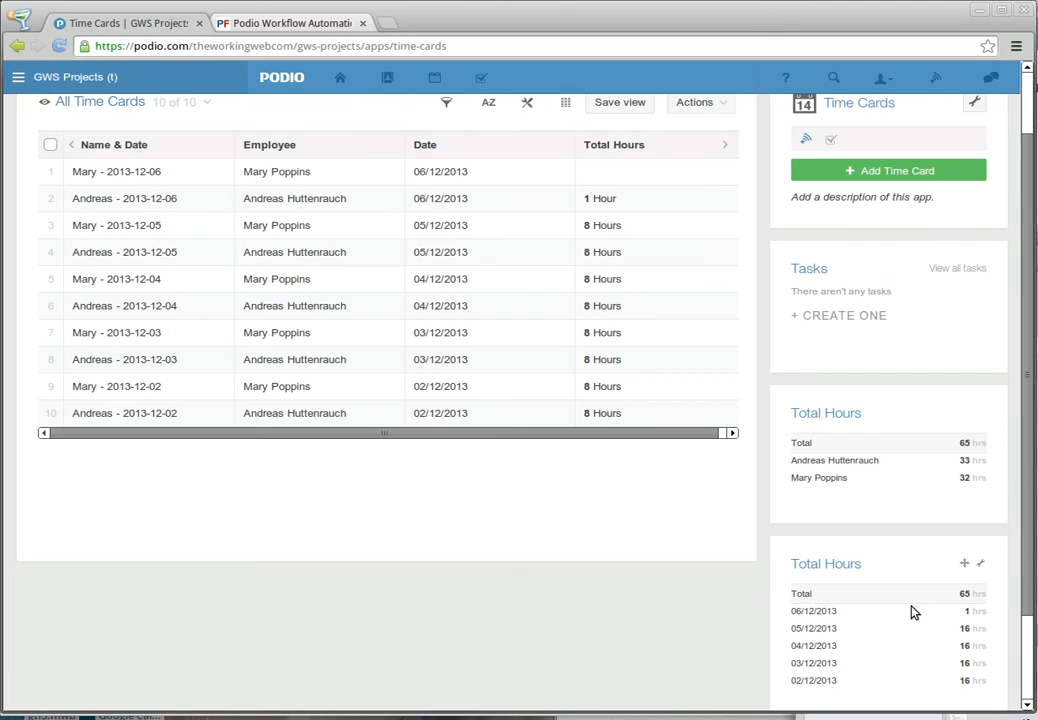 Time Cards | GWS Project: ×
PF Podio Workflow Automatic ×
https://podio.com/theworkingwebcom/gws-projects/apps/time-cards
GWS Projects (t)
PODIO
?
All Time Cards 10 of 10
A-Z
Save view
Actions
Name & Date Employee Date Total Hours
1 Mary - 2013-12-06 Mary Poppins 06/12/2013
2 Andreas - 2013-12-06 Andreas Huttenrauch 06/12/2013 1 Hour
3 Mary - 2013-12-05 Mary Poppins 05/12/2013 8 Hours
4 Andreas - 2013-12-05 Andreas Huttenrauch 05/12/2013 8 Hours
5 Mary - 2013-12-04 Mary Poppins 04/12/2013 8 Hours
6 Andreas - 2013-12-04 Andreas Huttenrauch 04/12/2013 8 Hours
7 Mary - 2013-12-03 Mary Poppins 03/12/2013 8 Hours
8 Andreas - 2013-12-03 Andreas Huttenrauch 03/12/2013 8 Hours
9 Mary - 2013-12-02 Mary Poppins 02/12/2013 8 Hours
10 Andreas - 2013-12-02 Andreas Huttenrauch 02/12/2013 8 Hours
14 Time Cards
+ Add Time Card
Add a description of this app.
Tasks View all tasks
There aren't any tasks
+ CREATE ONE
Total Hours
Total 65 hrs
Andreas Huttenrauch 33 hrs
Mary Poppins 32 hrs
Total Hours
Total 65 hrs
06/12/2013 1 hrs
05/12/2013 16 hrs
04/12/2013 16 hrs
03/12/2013 16 hrs
02/12/2013 16 hrs